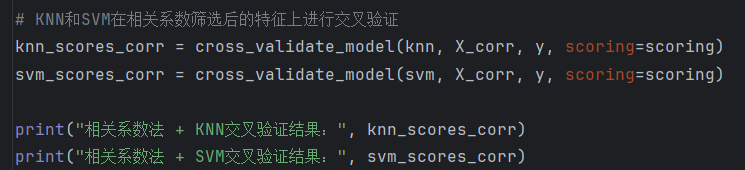 # KNN和SVM在相关系数筛选后的特征上进行交叉验证
knn_scores_corr = cross_validate_model(knn, X_corr, y, scoring=scoring)
svm_scores_corr = cross_validate_model(svm, X_corr, y, scoring=scoring)
print("相关系数法 + KNN交叉验证结果：", knn_scores_corr)
print("相关系数法 + SVM交叉验证结果：", svm_scores_corr)